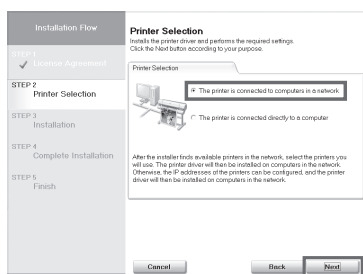 Installation Flow
STEP 1
License Agreement
STEP 2
Printer Selection
STEP 3
Installation
STEP 4
Complete Installation
STEP 5
Finish
Printer Selection
Installs the printer driver and performs the required settings.
Click the Next button according to your purpose.
Printer Selection
The printer is connected to computers in a network
The printer is connected directly to a computer
After the installer finds available printers in the network, select the printers you
will use. The printer driver will then be installed on computers in the network.
Otherwise, the IP addresses of the printers can be configured, and the printer
driver will then be installed on computers in the network.
Cancel
Back
Next